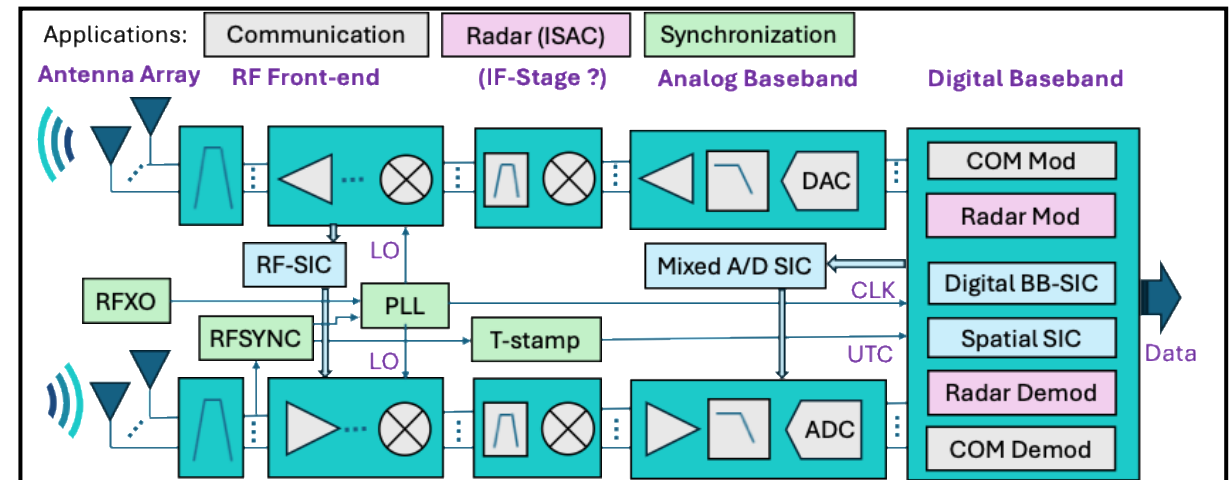 Applications: Communication Radar (ISAC) Synchronization
Antenna Array RF Front-end (IF-Stage ?) Analog Baseband Digital Baseband
DAC
COM Mod
Radar Mod
RF-SIC
LO
Mixed A/D SIC
Digital BB-SIC
RFXO
PLL
CLK
RFSYNC
T-stamp
Spatial SIC
LO
UTC
Data
Radar Demod
ADC
COM Demod